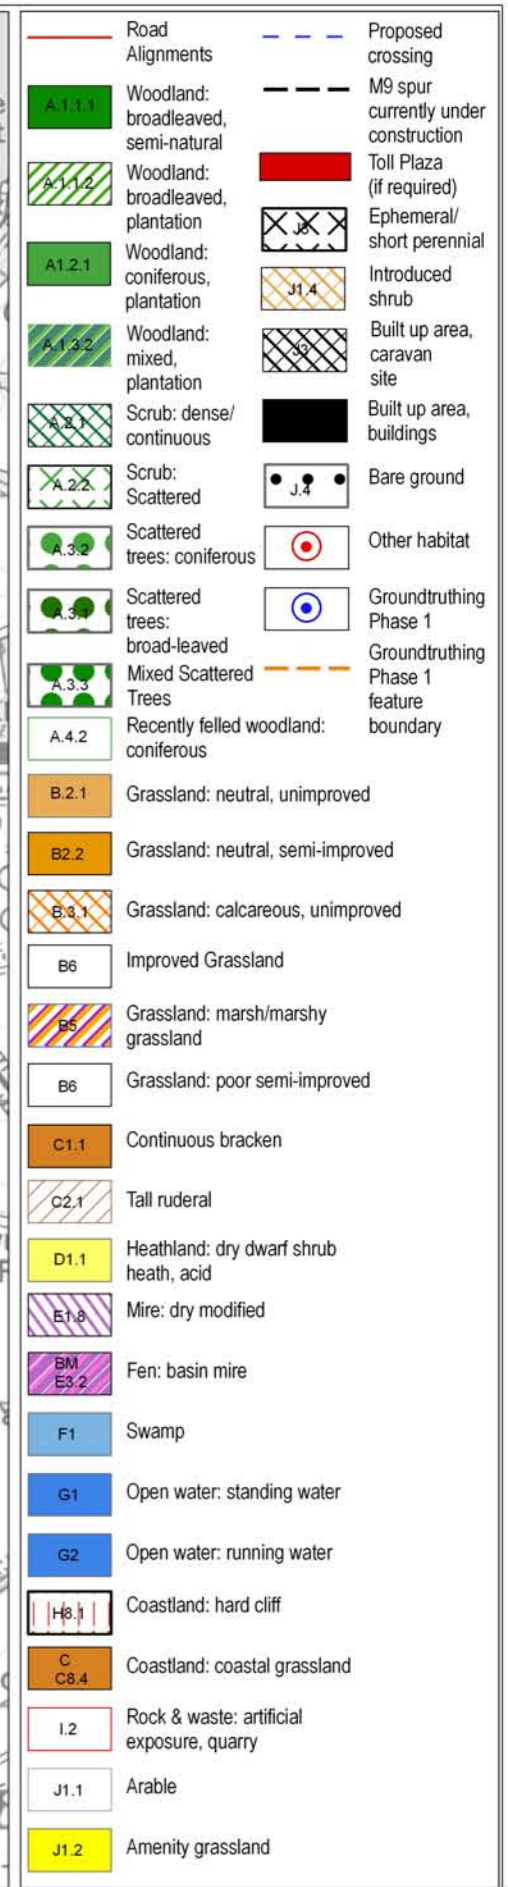 Road
Alignments
A.1.1.1
Woodland:
broadleaved,
semi-natural
A.1.1.2
Woodland:
broadleaved,
plantation
A1.2.1
Woodland:
coniferous,
plantation
A.1.3.2
Woodland:
mixed,
plantation
A.2.1
Scrub: dense/
continuous
A.2.2
Scrub:
Scattered
A.3.2
Scattered
trees: coniferous
A.3.1
Scattered
trees:
broad-leaved
A.3.3
Mixed Scattered
Trees
A.4.2
Recently felled woodland:
coniferous
B.2.1
Grassland: neutral, unimproved
B2.2
Grassland: neutral, semi-improved
B.3.1
Grassland: calcareous, unimproved
B6
Improved Grassland
B5
Grassland: marsh/marshy
grassland
B6
Grassland: poor semi-improved
C1.1
Continuous bracken
C2.1
Tall ruderal
D1.1
Heathland: dry dwarf shrub
heath, acid
E1.8
Mire: dry modified
BM
E3.2
Fen: basin mire
F1
Swamp
G1
Open water: standing water
G2
Open water: running water
H8.1
Coastland: hard cliff
C
C8.4
Coastland: coastal grassland
I.2
Rock & waste: artificial
exposure, quarry
J1.1
Arable
J1.2
Amenity grassland
Proposed
crossing
M9 spur
currently under
construction
Toll Plaza
(if required)
Ephemeral/
short perennial
J1.4
Introduced
shrub
J3
Built up area,
caravan
site
Built up area,
buildings
J.4
Bare ground
Other habitat
Groundtruthing
Phase 1
Groundtruthing
Phase 1
feature
boundary